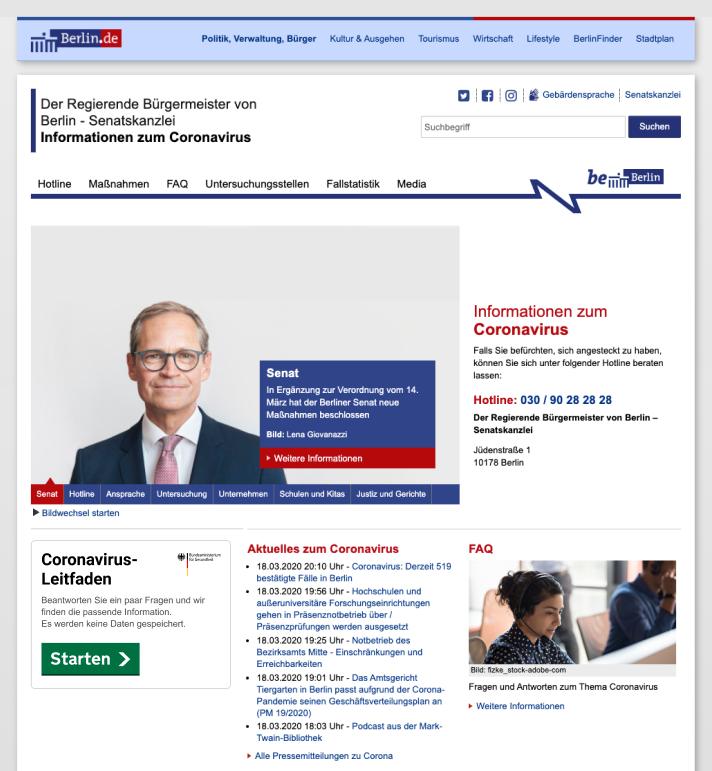 Berlin.de
Politik, Verwaltung, Bürger Kultur & Ausgehen Tourismus Wirtschaft Lifestyle BerlinFinder Stadtplan
Gebärdensprache Senatskanzlei
Der Regierende Bürgermeister von
Berlin - Senatskanzlei
Informationen zum Coronavirus
Suchbegriff Suchen
Hotline Maßnahmen FAQ Untersuchungsstellen Fallstatistik Media
be Berlin
Senat
In Ergänzung zur Verordnung vom 14.
März hat der Berliner Senat neue
Maßnahmen beschlossen
Bild: Lena Giovanazzi
Weitere Informationen
Senat Hotline Ansprache Untersuchung Unternehmen Schulen und Kitas Justiz und Gerichte
Bildwechsel starten
Informationen zum
Coronavirus
Falls Sie befürchten, sich angesteckt zu haben,
können Sie sich unter folgender Hotline beraten
lassen:
Hotline: 030 / 90 28 28 28
Der Regierende Bürgermeister von Berlin –
Senatskanzlei
Jüdenstraße 1
10178 Berlin
Coronavirus-
Leitfaden
Bundesministerium
für Gesundheit
Beantworten Sie ein paar Fragen und wir
finden die passende Information.
Es werden keine Daten gespeichert.
Starten
Aktuelles zum Coronavirus
18.03.2020 20:10 Uhr - Coronavirus: Derzeit 519
bestätigte Fälle in Berlin
18.03.2020 19:56 Uhr - Hochschulen und
außeruniversitäre Forschungseinrichtungen
gehen in Präsenznotbetrieb über /
Präsenzprüfungen werden ausgesetzt
18.03.2020 19:25 Uhr - Notbetrieb des
Bezirksamts Mitte - Einschränkungen und
Erreichbarkeiten
18.03.2020 19:01 Uhr - Das Amtsgericht
Tiergarten in Berlin passt aufgrund der Corona-
Pandemie seinen Geschäftsverteilungsplan an
(PM 19/2020)
18.03.2020 18:03 Uhr - Podcast aus der Mark-
Twain-Bibliothek
Alle Pressemitteilungen zu Corona
FAQ
Bild: fizke_stock-adobe-com
Fragen und Antworten zum Thema Coronavirus
Weitere Informationen